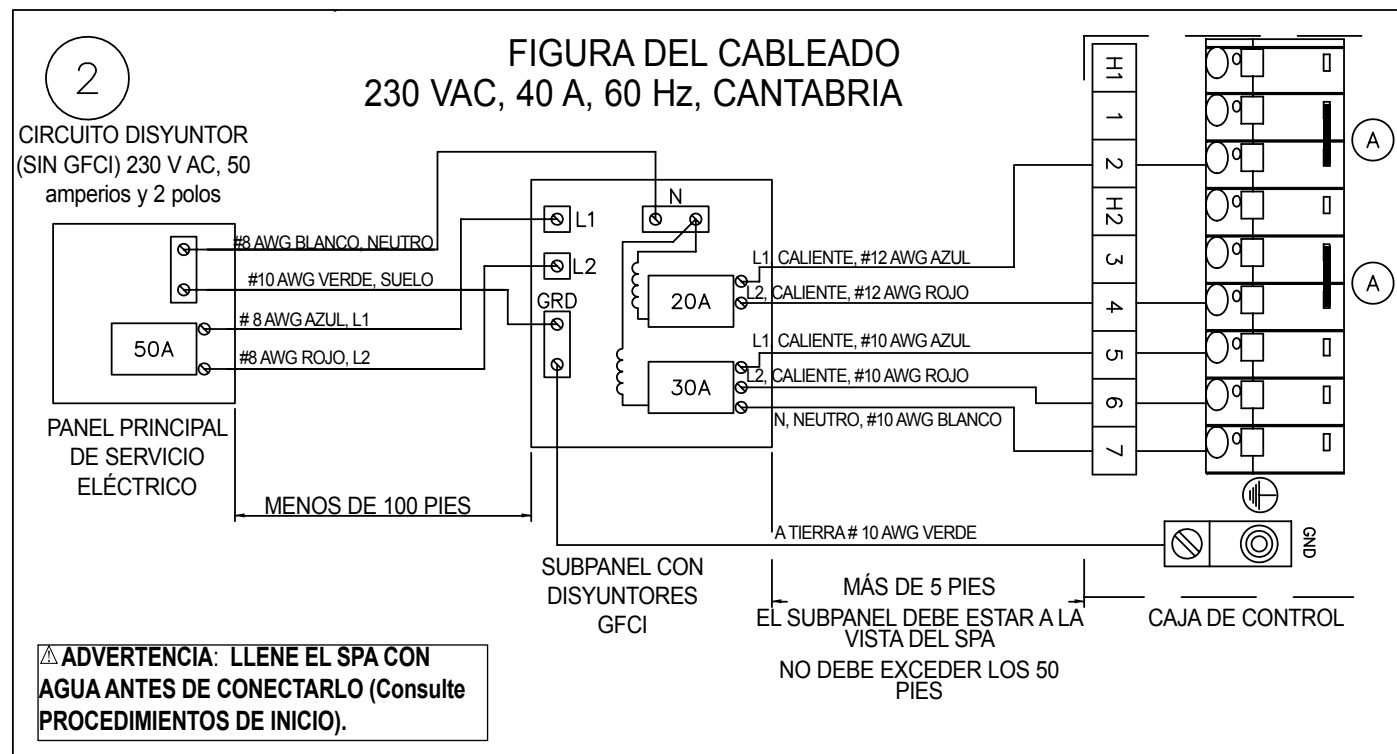 2
FIGURA DEL CABLEADO
230 VAC, 40 A, 60 Hz, CANTABRIA
CIRCUITO DISYUNTOR
(SIN GFCI) 230 V AC, 50
amperios y 2 polos
#8 AWG BLANCO, NEUTRO
#10 AWG VERDE, SUELO
# 8 AWG AZUL, L1
#8 AWG ROJO, L2
50A
PANEL PRINCIPAL
DE SERVICIO
ELÉCTRICO
MENOS DE 100 PIES
N
L1
L2
GRD
20A
30A
SUBPANEL CON
DISYUNTORES
GFCI
L1, CALIENTE, #12 AWG AZUL
L2, CALIENTE, #12 AWG ROJO
L1, CALIENTE, #10 AWG AZUL
L2, CALIENTE, #10 AWG ROJO
N, NEUTRO, #10 AWG BLANCO
A TIERRA # 10 AWG VERDE
MÁS DE 5 PIES
EL SUBPANEL DEBE ESTAR A LA
VISTA DEL SPA
NO DEBE EXCEDER LOS 50
PIES
H1
1
2
H2
3
4
5
6
7
A
A
GND
CAJA DE CONTROL
⚠ ADVERTENCIA: LLENE EL SPA CON
AGUA ANTES DE CONECTARLO (Consulte
PROCEDIMIENTOS DE INICIO).